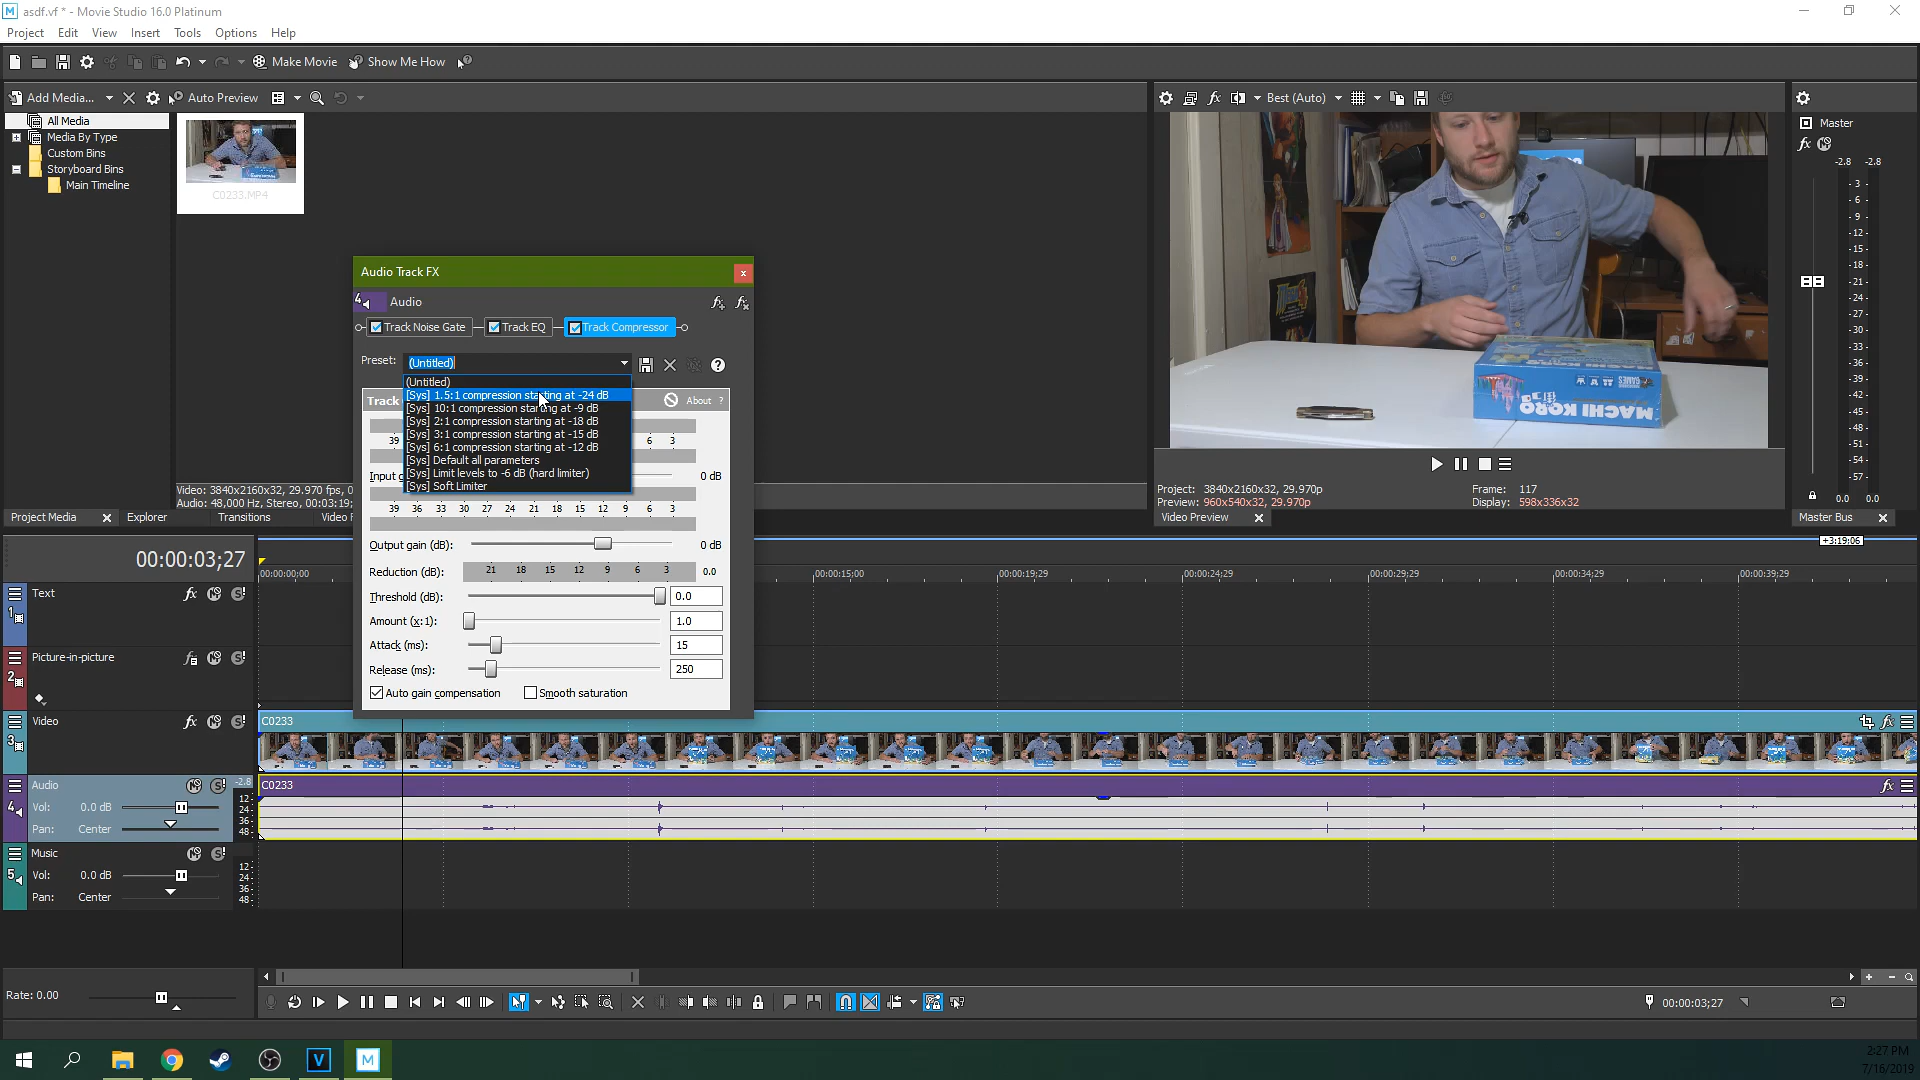 asdf.vf * - Movie Studio 16.0 Platinum
Project Edit View Insert Tools Options Help
Make Movie Show Me How
Add Media... Auto Preview
Best (Auto)
All Media
Media By Type
Custom Bins
Storyboard Bins
Main Timeline
C0233.MP4
Master
-2.8 -2.8
- 3 -
- 6 -
- 9 -
-12-
-15-
-18-
-21-
-24-
-27-
-30-
-33-
-36-
-39-
-42-
-45-
-48-
-51-
-54-
-57-
0.0 0.0
MACHI KORO
GAMES
Audio Track FX
4 Audio
Track Noise Gate Track EQ Track Compressor
Preset: (Untitled)
(Untitled)
[Sys] 1.5:1 compression starting at -24 dB
[Sys] 10:1 compression starting at -9 dB
[Sys] 2:1 compression starting at -18 dB
[Sys] 3:1 compression starting at -15 dB
[Sys] 6:1 compression starting at -12 dB
[Sys] Default all parameters
[Sys] Limit levels to -6 dB (hard limiter)
[Sys] Soft Limiter
Track About ?
39 6 3
Input g 0 dB
39 36 33 30 27 24 21 18 15 12 9 6 3
Output gain (dB): 0 dB
Reduction (dB): 21 18 15 12 9 6 3 0.0
Threshold (dB): 0.0
Amount (x:1): 1.0
Attack (ms): 15
Release (ms): 250
Auto gain compensation Smooth saturation
Video: 3840x2160x32, 29.970 fps, 0
Audio: 48,000 Hz, Stereo, 00:03:19;
Project: 3840x2160x32, 29.970p
Preview: 960x540x32, 29.970p
Frame: 117
Display: 598x336x32
Project Media Explorer Transitions Video F
Video Preview
Master Bus
+3:19:06
00:00:03;27
00:00:00;00 00:00:15;00 00:00:19;29 00:00:24;29 00:00:29;29 00:00:34;29 00:00:39;29
1 Text
2 Picture-in-picture
3 Video
C0233
4 Audio
-2.8
Vol: 0.0 dB
Pan: Center
12-
24-
36-
48-
C0233
5 Music
Vol: 0.0 dB
Pan: Center
12-
24-
36-
48-
Rate: 0.00
00:00:03;27
2:27 PM
7/16/2019